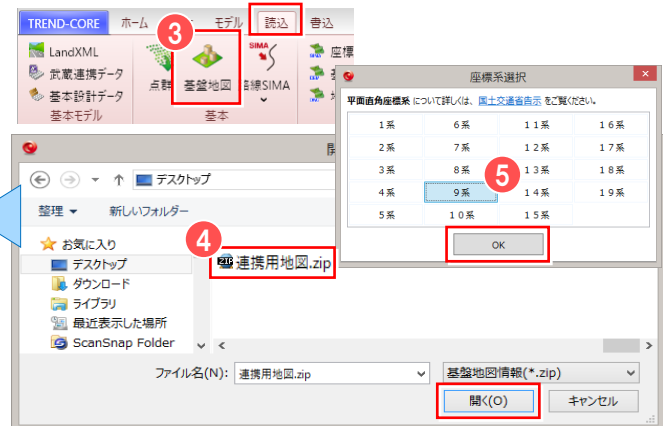 TREND-CORE ホーム モデル 読込 書込
3
LandXML
武蔵連携データ
基本設計データ
基本モデル
点群
基盤地図
SIMA
路線SIMA
基本
座標
座標系選択
平面直角座標系 について詳しくは、国土交通省告示 をご覧ください。
1系 6系 11系 16系
2系 7系 12系 17系
3系 8系 13系 18系
4系 9系 14系 19系
5系 10系 15系
5
OK
開
デスクトップ
整理 新しいフォルダー
お気に入り
デスクトップ
ダウンロード
ライブラリ
最近表示した場所
ScanSnap Folder
4
ZIP 連携用地図.zip
ファイル名(N): 連携用地図.zip 基盤地図情報(*.zip)
開く(O) キャンセル